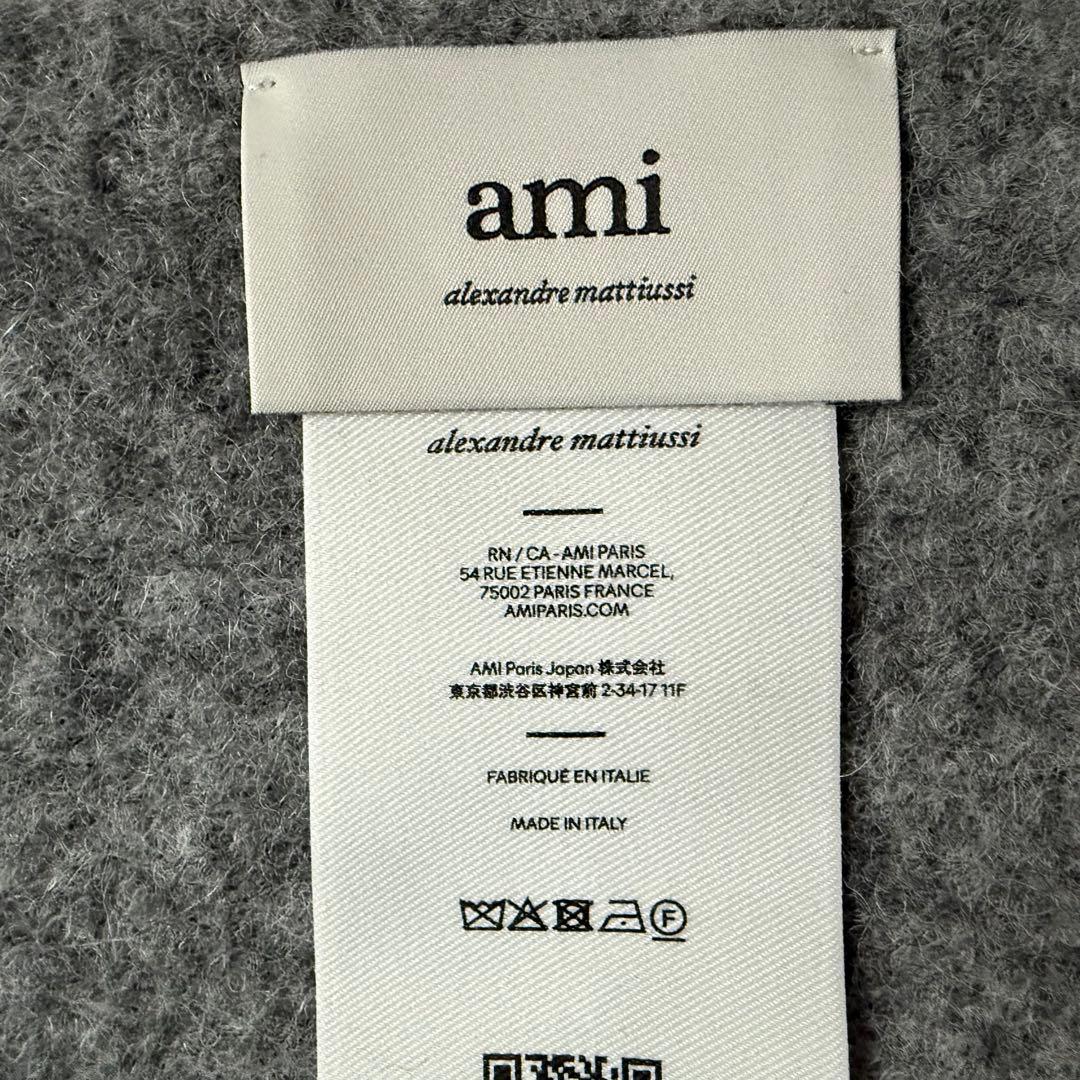 ami
alexandre mattiussi
alexandre mattiussi
RN / CA - AMI PARIS
54 RUE ETIENNE MARCEL,
75002 PARIS FRANCE
AMIPARIS.COM
AMI Paris Japan 株式会社
東京都渋谷区神宮前 2-34-17 11F
FABRIQUÉ EN ITALIE
MADE IN ITALY
F